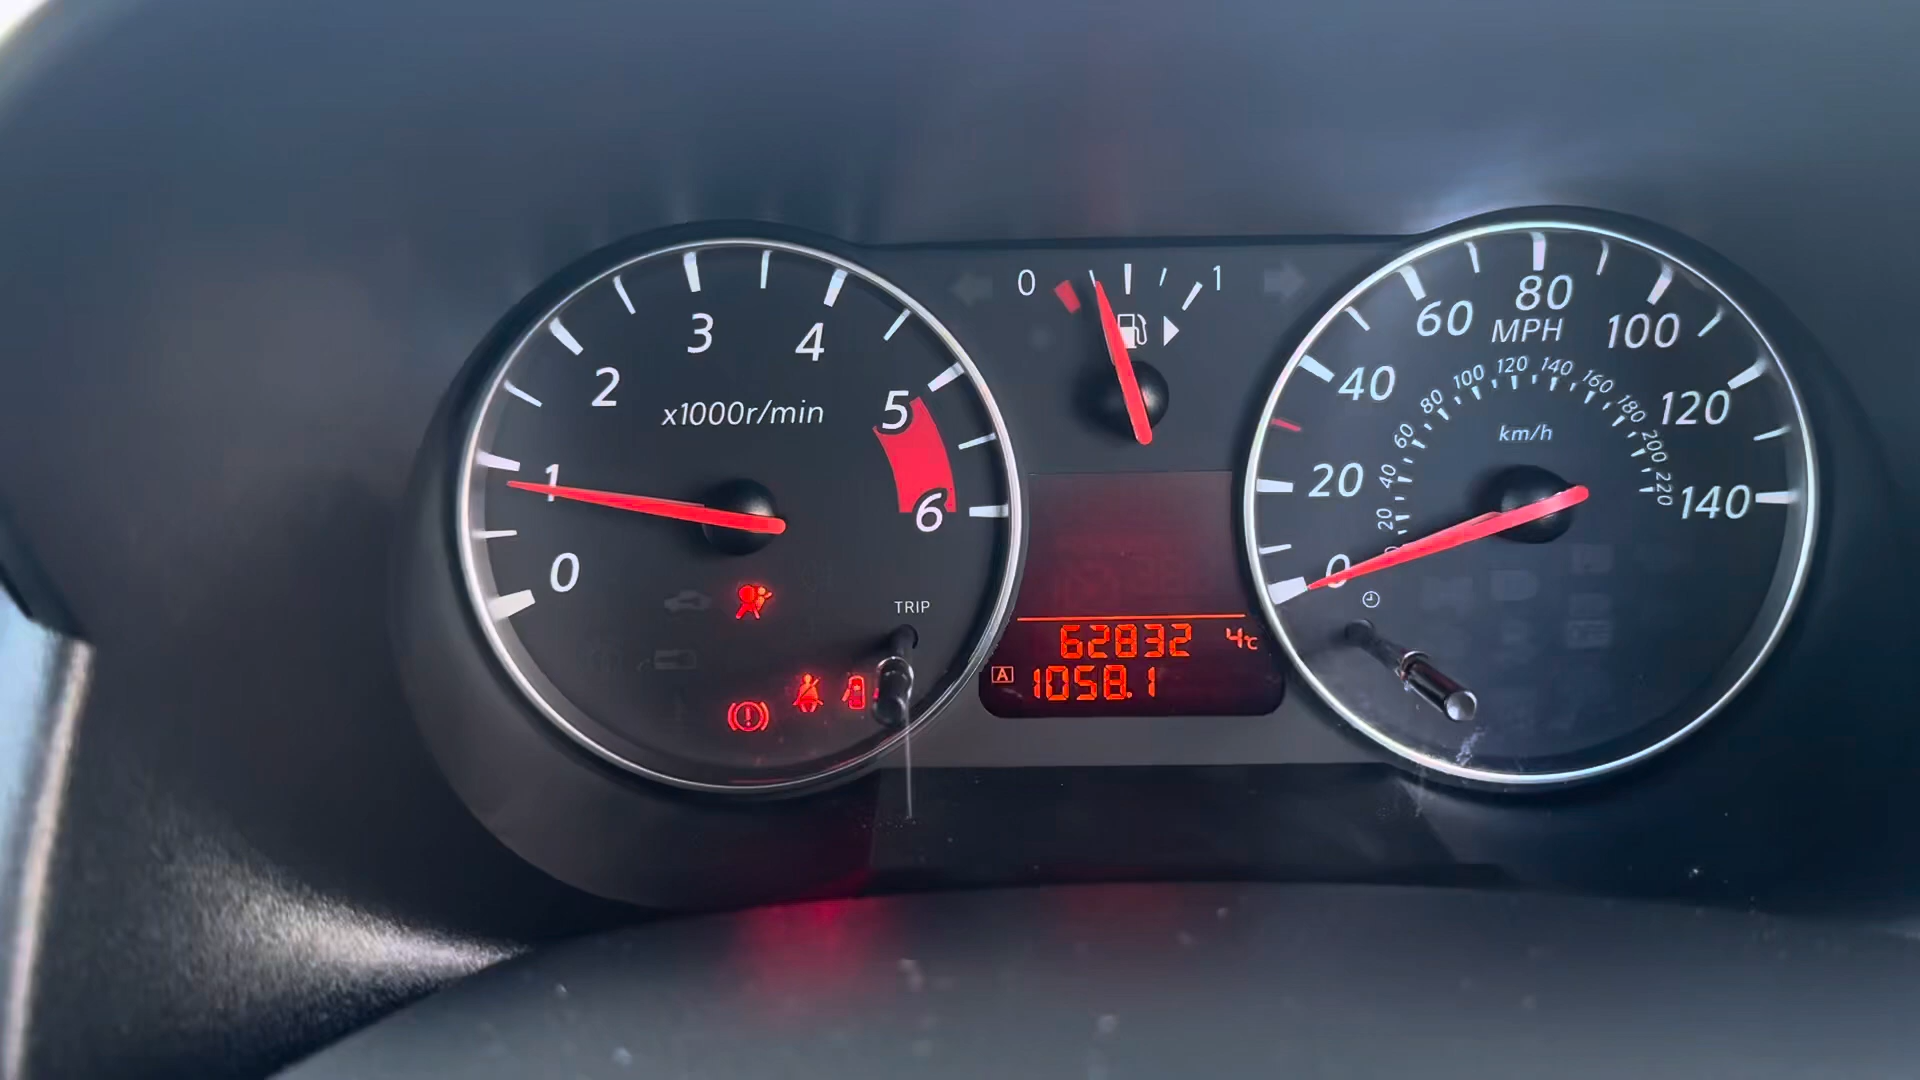 0 1 2 3 4 5 6
x1000r/min
TRIP
0 1
62832 4°C
A 1058.1
0 20 40 60 80 100 120 140
MPH
0 20 40 60 80 100 120 140 160 180 200 220
km/h